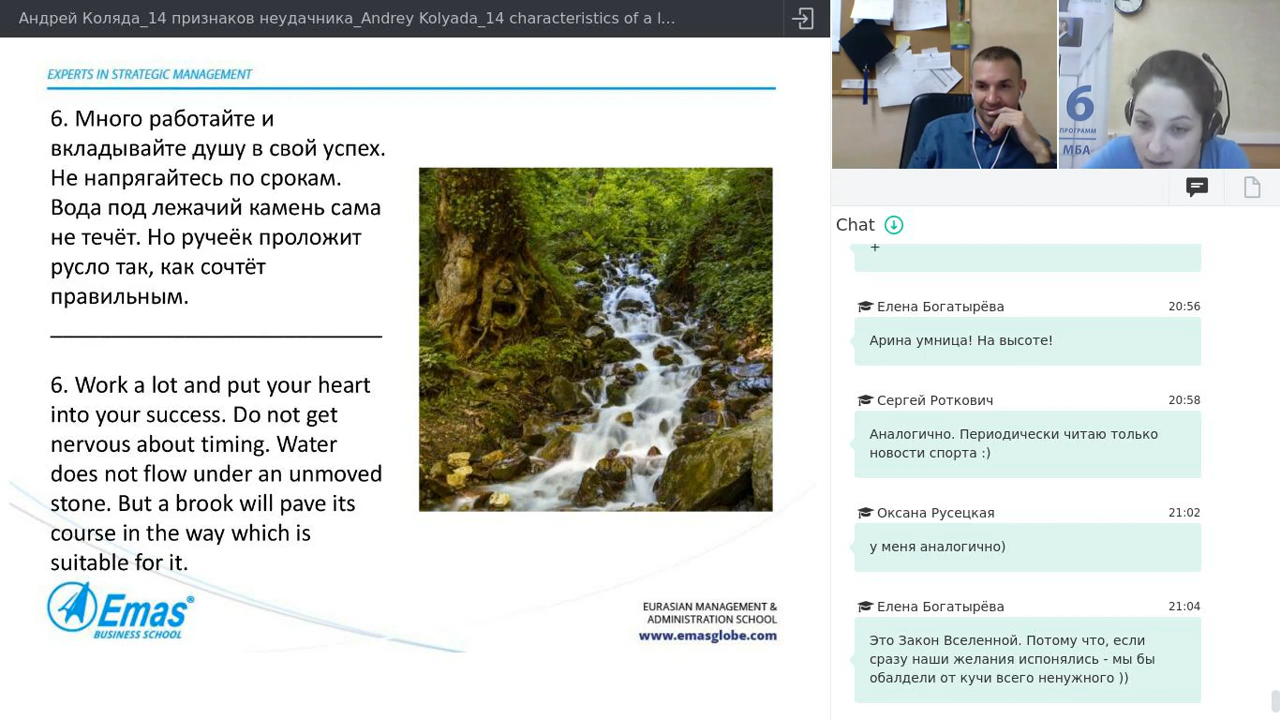 Андрей Коляда_14 признаков неудачника_Andrey Kolyada_14 characteristics of a l...
EXPERTS IN STRATEGIC MANAGEMENT
6. Много работайте и
вкладывайте душу в свой успех.
Не напрягайтесь по срокам.
Вода под лежачий камень сама
не течёт. Но ручеёк проложит
русло так, как сочтёт
правильным.
6. Work a lot and put your heart
into your success. Do not get
nervous about timing. Water
does not flow under an unmoved
stone. But a brook will pave its
course in the way which is
suitable for it.
Emas®
BUSINESS SCHOOL
EURASIAN MANAGEMENT &
ADMINISTRATION SCHOOL
www.emasglobe.com
6
ПРОГРАММ
МБА
Chat
+
Елена Богатырёва 20:56
Арина умница! На высоте!
Сергей Роткович 20:58
Аналогично. Периодически читаю только
новости спорта :)
Оксана Русецкая 21:02
у меня аналогично)
Елена Богатырёва 21:04
Это Закон Вселенной. Потому что, если
сразу наши желания испонялись - мы бы
обалдели от кучи всего ненужного ))